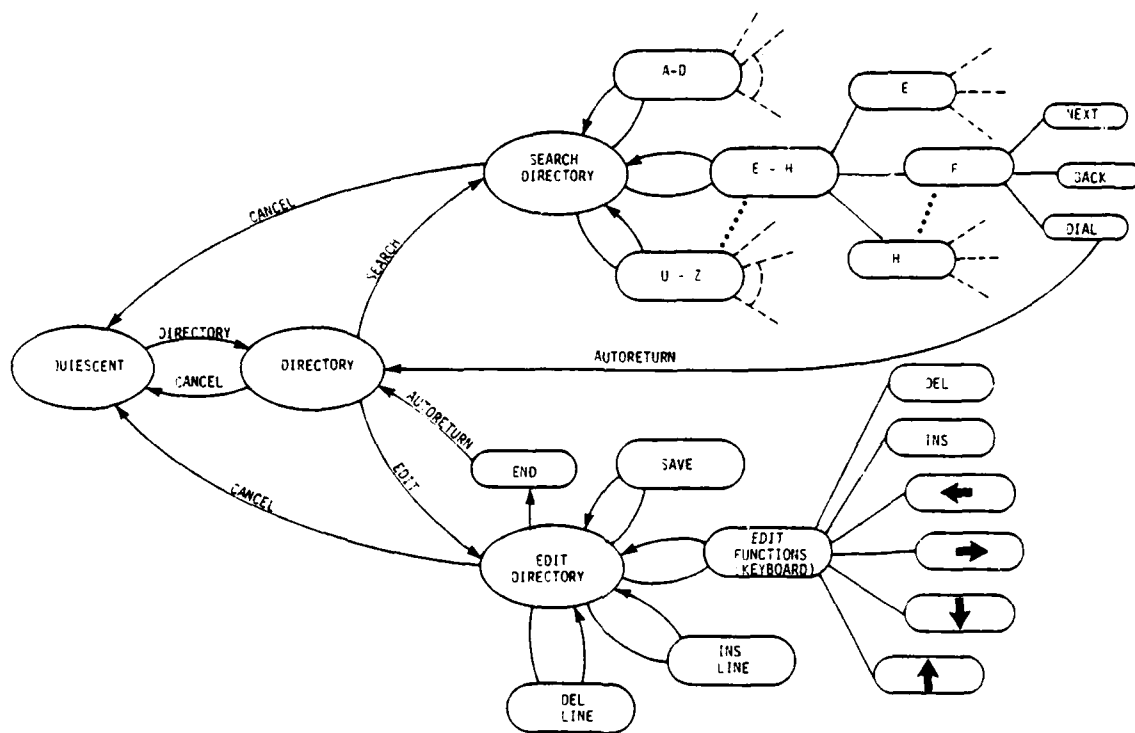 A-D
E
NEXT
SEARCH
DIRECTORY
E - H
F
BACK
CANCEL
SEARCH
DIAL
U - Z
H
DIRECTORY
QUIESCENT
DIRECTORY
CANCEL
AUTORETURN
DEL
AUTORETURN
EDIT
END
SAVE
INS
CANCEL
EDIT
DIRECTORY
EDIT
FUNCTIONS
(KEYBOARD)
INS
LINE
DEL
LINE